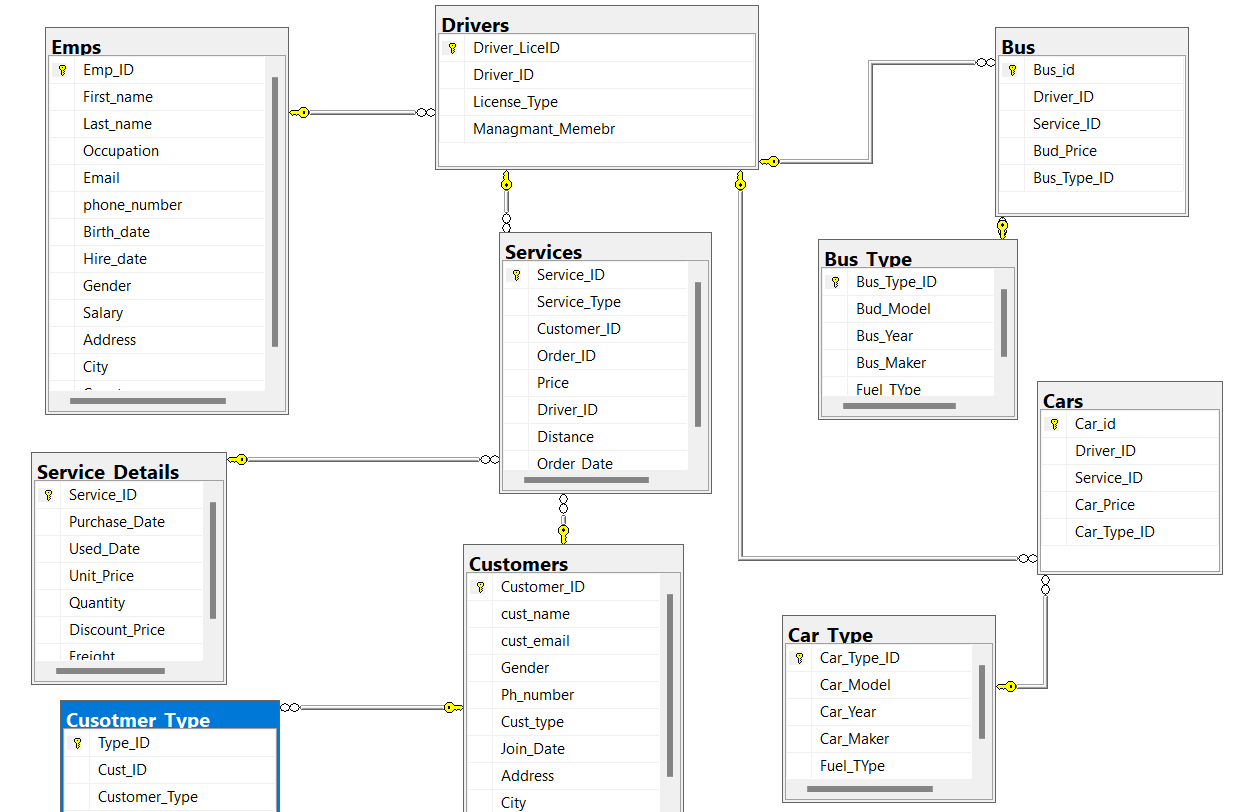 Emps
Emp_ID
First_name
Last_name
Occupation
Email
phone_number
Birth_date
Hire_date
Gender
Salary
Address
City
Drivers
Driver_LiceID
Driver_ID
License_Type
Managmant_Memebr
Bus
Bus_id
Driver_ID
Service_ID
Bud_Price
Bus_Type_ID
Services
Service_ID
Service_Type
Customer_ID
Order_ID
Price
Driver_ID
Distance
Order_Date
Bus_Type
Bus_Type_ID
Bud_Model
Bus_Year
Bus_Maker
Fuel_TYpe
Cars
Car_id
Driver_ID
Service_ID
Car_Price
Car_Type_ID
Service_Details
Service_ID
Purchase_Date
Used_Date
Unit_Price
Quantity
Discount_Price
Freight
Customers
Customer_ID
cust_name
cust_email
Gender
Ph_number
Cust_type
Join_Date
Address
City
Car_Type
Car_Type_ID
Car_Model
Car_Year
Car_Maker
Fuel_TYpe
Cusotmer_Type
Type_ID
Cust_ID
Customer_Type